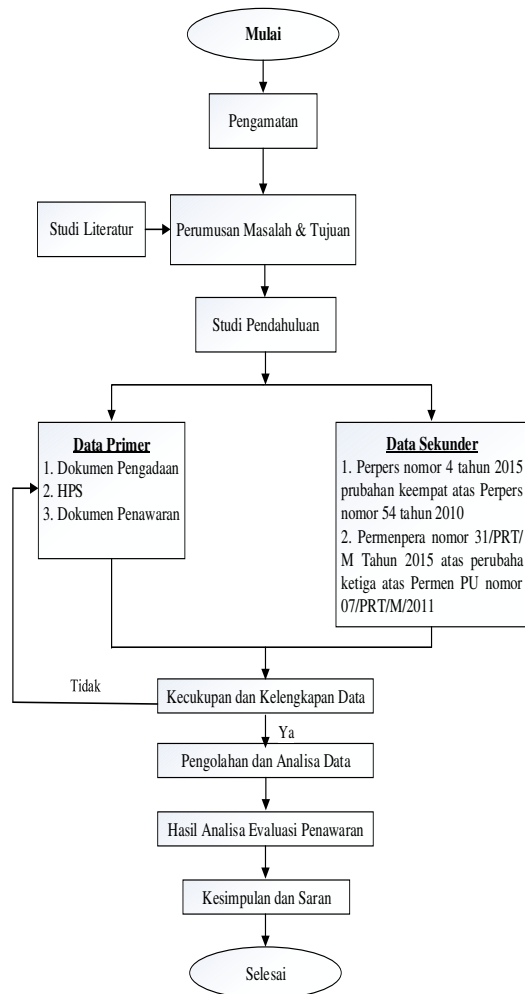 Mulai
Pengamatan
Studi Literatur
Perumusan Masalah & Tujuan
Studi Pendahuluan
Data Primer
1. Dokumen Pengadaan
2. HPS
3. Dokumen Penawaran
Data Sekunder
1. Perpers nomor 4 tahun 2015
prubahan keempat atas Perpers
nomor 54 tahun 2010
2. Permenpera nomor 31/PRT/
M Tahun 2015 atas perubaha
ketiga atas Permen PU nomor
07/PRT/M/2011
Tidak
Kecukupan dan Kelengkapan Data
Ya
Pengolahan dan Analisa Data
Hasil Analisa Evaluasi Penawaran
Kesimpulan dan Saran
Selesai